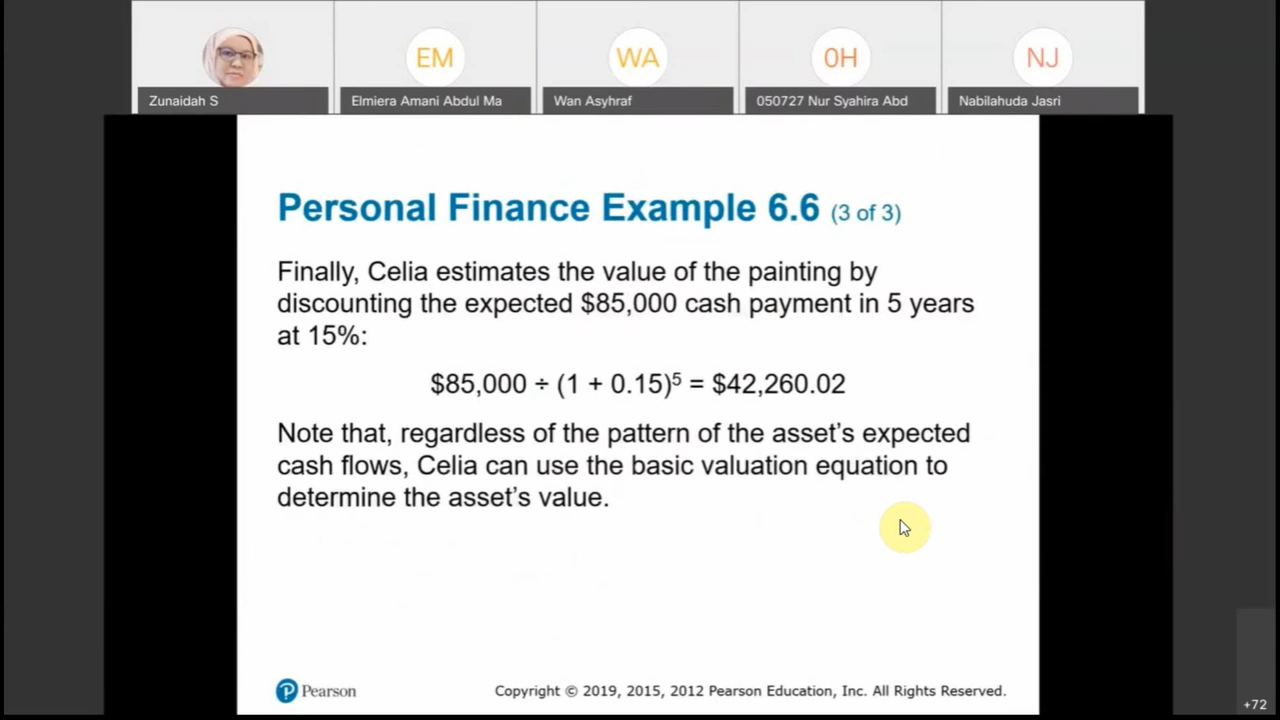 EM
WA
0H
NJ
Zunaidah S
Elmiera Amani Abdul Ma
Wan Asyhraf
050727 Nur Syahira Abd
Nabilahuda Jasri
Personal Finance Example 6.6 (3 of 3)
Finally, Celia estimates the value of the painting by
discounting the expected $85,000 cash payment in 5 years
at 15%:
$85,000 ÷ (1 + 0.15)⁵ = $42,260.02
Note that, regardless of the pattern of the asset’s expected
cash flows, Celia can use the basic valuation equation to
determine the asset’s value.
P Pearson
Copyright © 2019, 2015, 2012 Pearson Education, Inc. All Rights Reserved.
+72